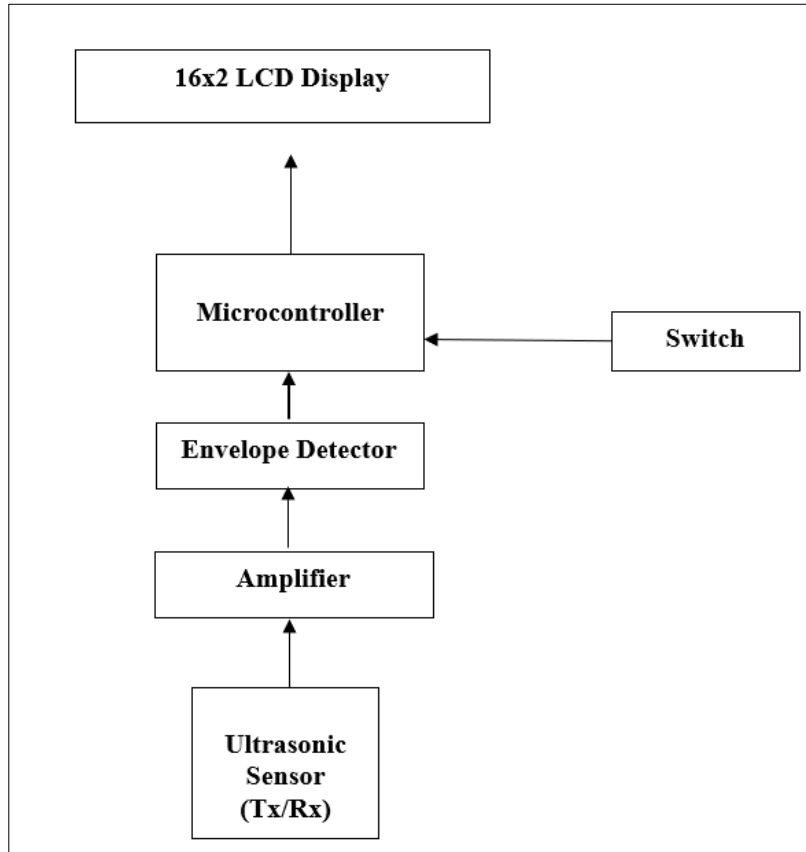 16x2 LCD Display
Microcontroller
Switch
Envelope Detector
Amplifier
Ultrasonic
Sensor
(Tx/Rx)